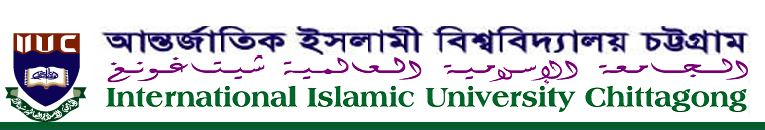 IIUC
আন্তর্জাতিক ইসলামী বিশ্ববিদ্যালয় চট্টগ্রাম
الجامعة الإسلامية العالمية شيتاغونغ
International Islamic University Chittagong